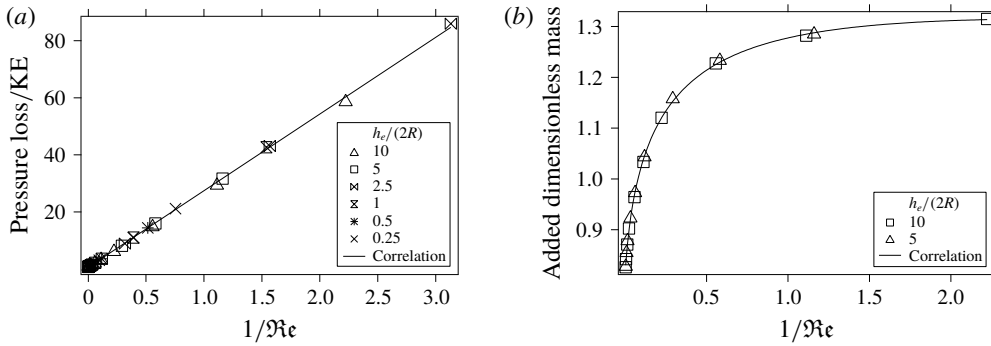 (a)
Pressure loss/KE
80
60
40
20
0
0.5
1.0
1.5
2.0
2.5
3.0
1/ℜ𝔢
h_e/(2R)
10
5
2.5
1
0.5
0.25
Correlation
(b)
Added dimensionless mass
1.3
1.2
1.1
1.0
0.9
0.5
1.0
1.5
2.0
1/ℜ𝔢
h_e/(2R)
10
5
Correlation